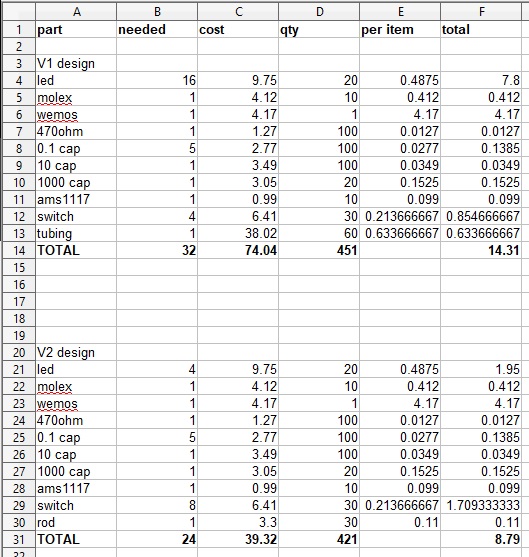 A B C D E F
1 part needed cost qty per item total
2
3 V1 design
4 led 16 9.75 20 0.4875 7.8
5 molex 1 4.12 10 0.412 0.412
6 wemos 1 4.17 1 4.17 4.17
7 470ohm 1 1.27 100 0.0127 0.0127
8 0.1 cap 5 2.77 100 0.0277 0.1385
9 10 cap 1 3.49 100 0.0349 0.0349
10 1000 cap 1 3.05 20 0.1525 0.1525
11 ams1117 1 0.99 10 0.099 0.099
12 switch 4 6.41 30 0.213666667 0.854666667
13 tubing 1 38.02 60 0.633666667 0.633666667
14 TOTAL 32 74.04 451 14.31
15
16
17
18
19
20 V2 design
21 led 4 9.75 20 0.4875 1.95
22 molex 1 4.12 10 0.412 0.412
23 wemos 1 4.17 1 4.17 4.17
24 470ohm 1 1.27 100 0.0127 0.0127
25 0.1 cap 5 2.77 100 0.0277 0.1385
26 10 cap 1 3.49 100 0.0349 0.0349
27 1000 cap 1 3.05 20 0.1525 0.1525
28 ams1117 1 0.99 10 0.099 0.099
29 switch 8 6.41 30 0.213666667 1.709333333
30 rod 1 3.3 30 0.11 0.11
31 TOTAL 24 39.32 421 8.79